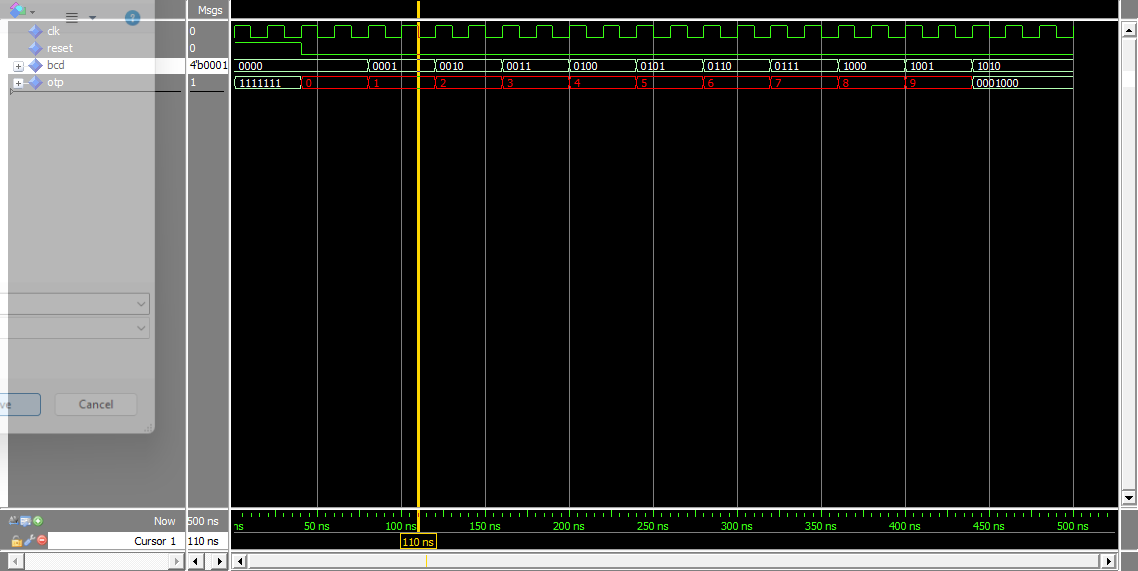 Msgs
clk 0
reset 0
bcd 4'b0001 0000 0001 0010 0011 0100 0101 0110 0111 1000 1001 1010
otp 1 1111111 0 1 2 3 4 5 6 7 8 9 0001000
Cancel
Now 500 ns ns 50 ns 100 ns 150 ns 200 ns 250 ns 300 ns 350 ns 400 ns 450 ns 500 ns
Cursor 1 110 ns 110 ns